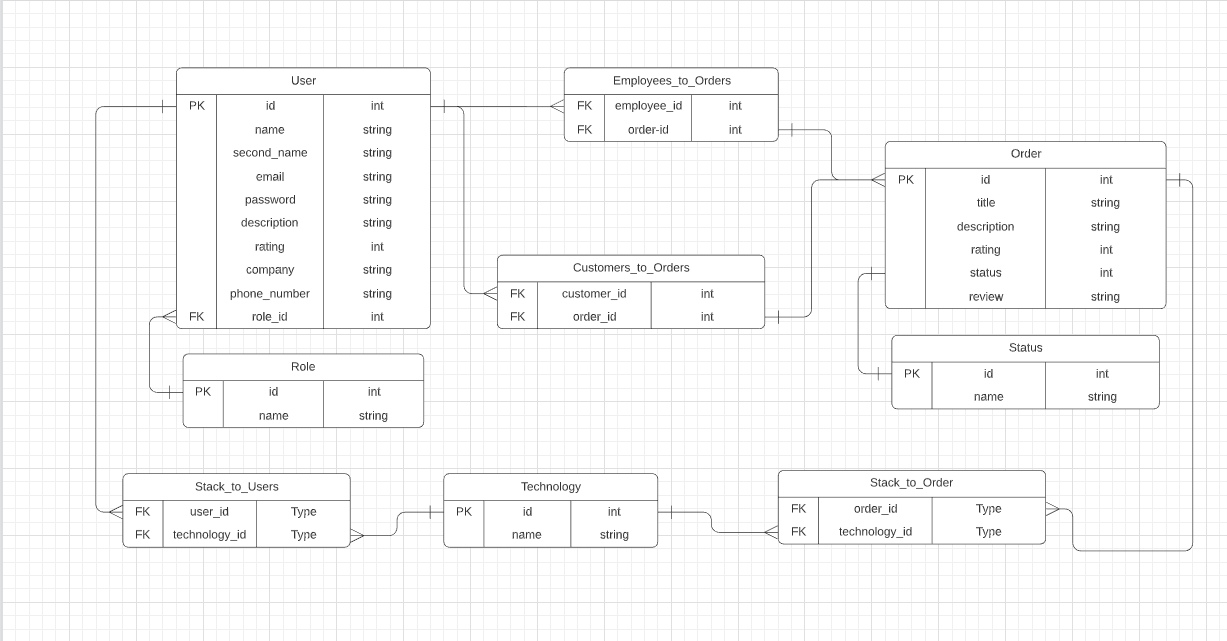 User
PK id int
name string
second_name string
email string
password string
description string
rating int
company string
phone_number string
FK role_id int
Employees_to_Orders
FK employee_id int
FK order-id int
Order
PK id int
title string
description string
rating int
status int
review string
Customers_to_Orders
FK customer_id int
FK order_id int
Role
PK id int
name string
Status
PK id int
name string
Stack_to_Users
FK user_id Type
FK technology_id Type
Technology
PK id int
name string
Stack_to_Order
FK order_id Type
FK technology_id Type